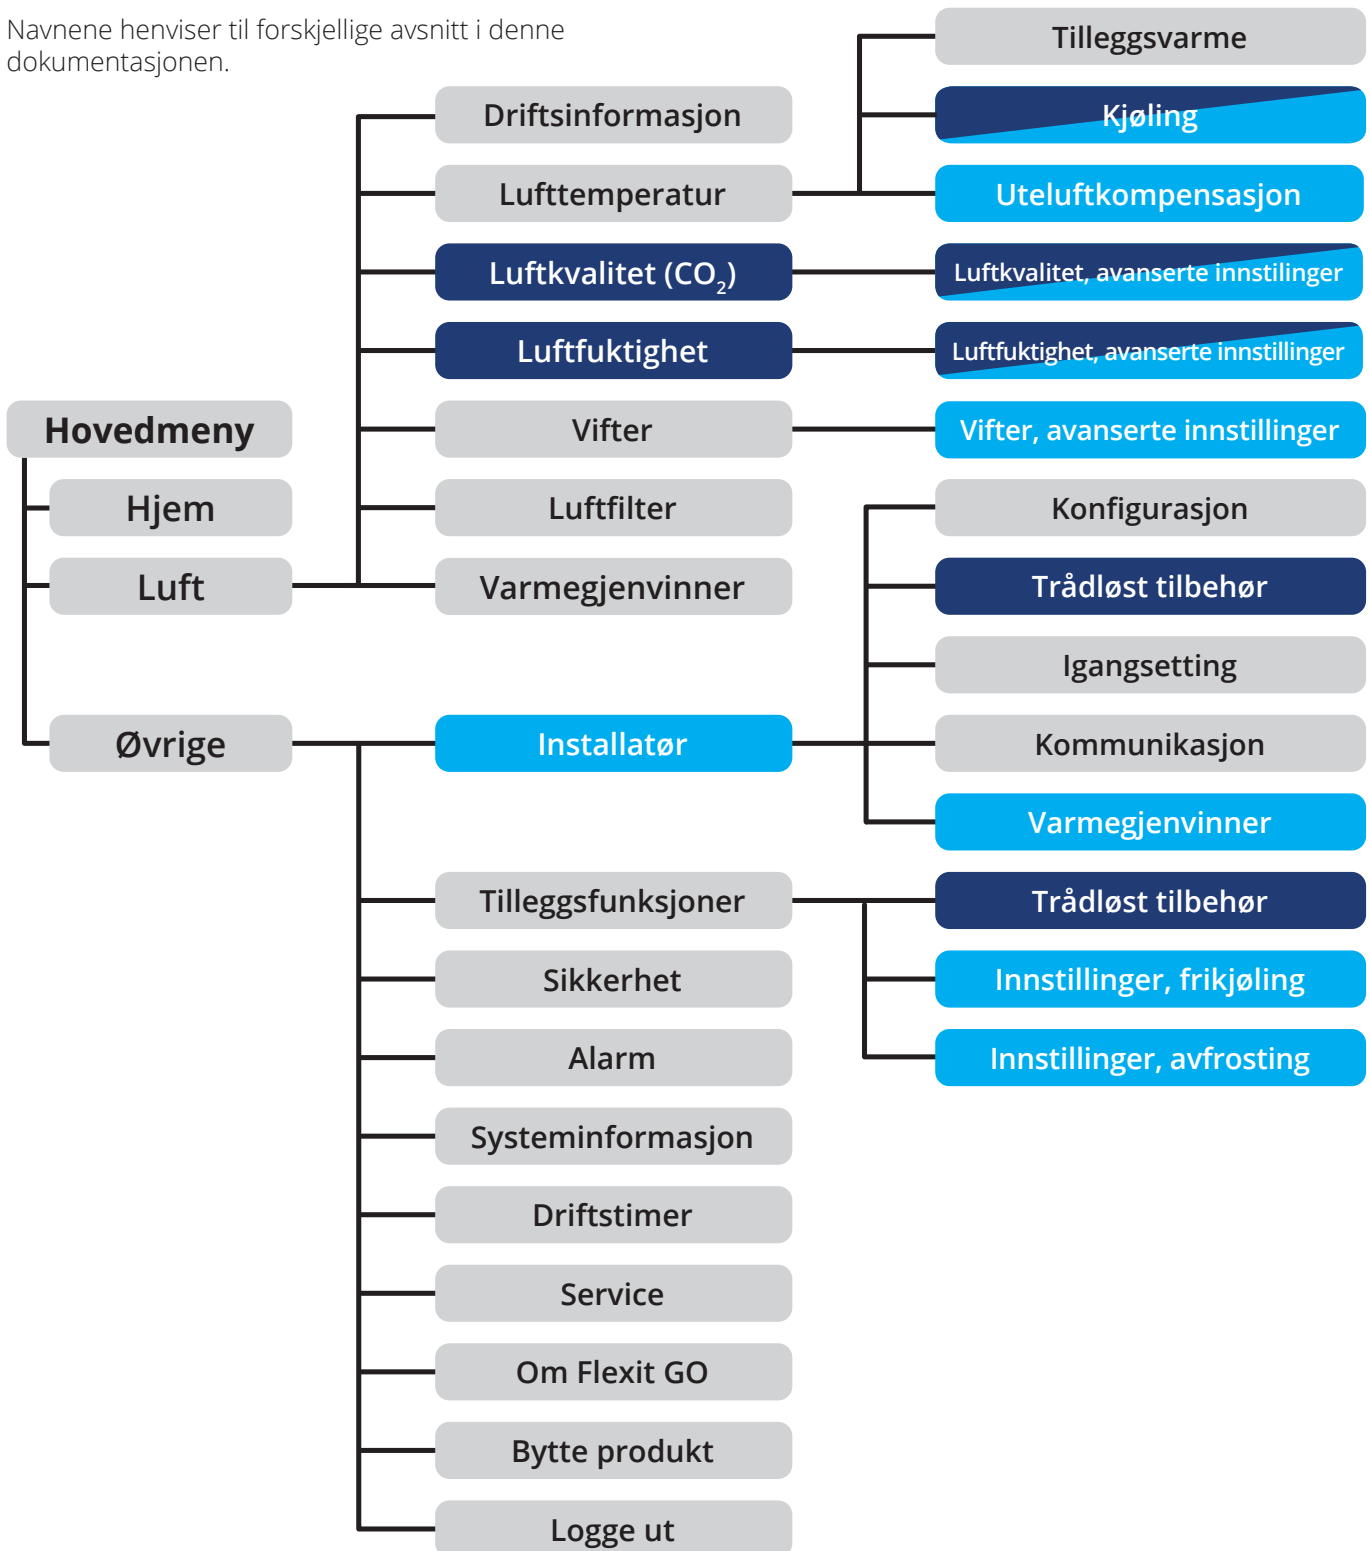 Navnene henviser til forskjellige avsnitt i denne
dokumentasjonen.
Hovedmeny
Hjem
Luft
Driftsinformasjon
Lufttemperatur
Tilleggsvarme
Kjøling
Uteluftkompensasjon
Luftkvalitet (CO₂)
Luftkvalitet, avanserte innstilinger
Luftfuktighet
Luftfuktighet, avanserte innstillinger
Vifter
Vifter, avanserte innstillinger
Luftfilter
Varmegjenvinner
Øvrige
Installatør
Konfigurasjon
Trådløst tilbehør
Igangsetting
Kommunikasjon
Varmegjenvinner
Tilleggsfunksjoner
Trådløst tilbehør
Innstillinger, frikjøling
Innstillinger, avfrosting
Sikkerhet
Alarm
Systeminformasjon
Driftstimer
Service
Om Flexit GO
Bytte produkt
Logge ut